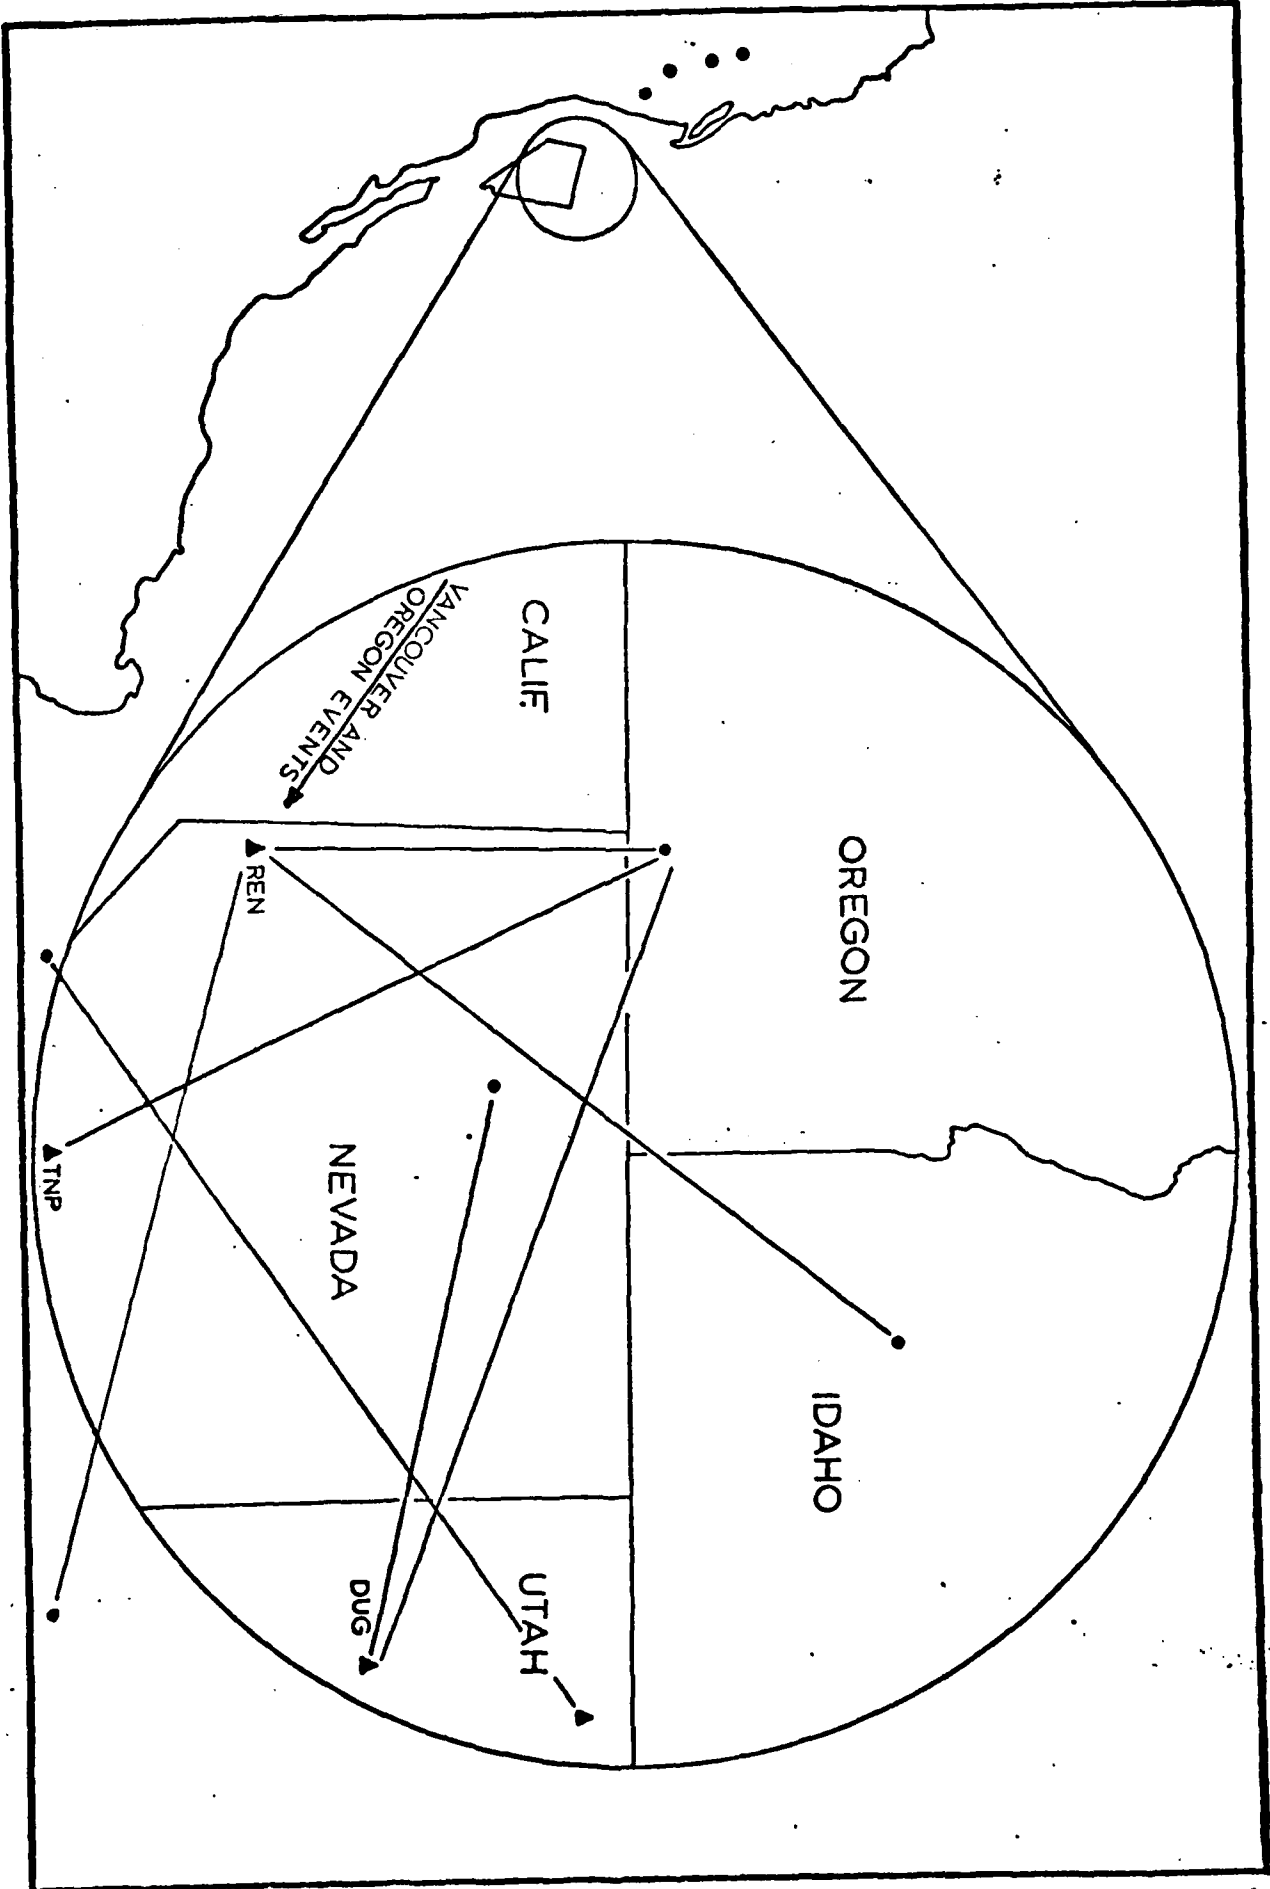 OREGON
IDAHO
CALIF.
VANCOUVER AND
OREGON EVENTS
UTAH
NEVADA
DUG
REN
TNP